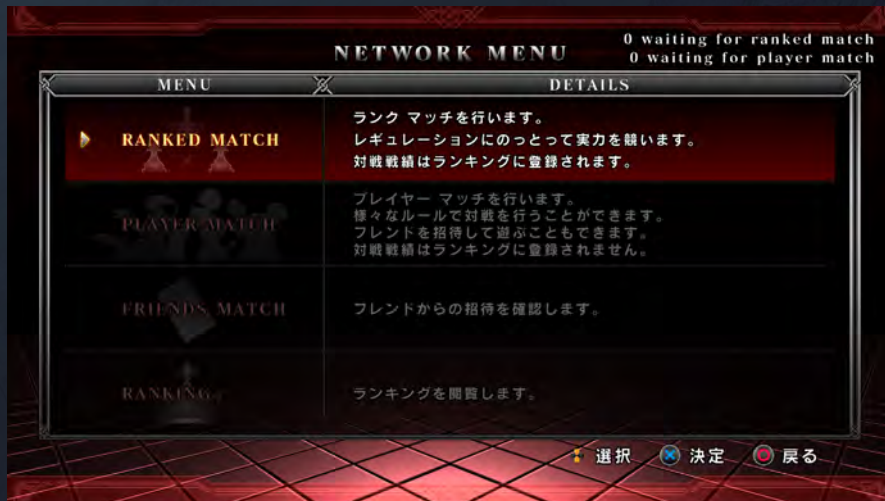 0 waiting for ranked match
NETWORK MENU
0 waiting for player match
MENU
DETAILS
RANKED MATCH
ランク マッチを行います。
レギュレーションにのっとって実力を競います。
対戦戦績はランキングに登録されます。
PLAYER MATCH
プレイヤー マッチを行います。
様々なルールで対戦を行うことができます。
フレンドを招待して遊ぶこともできます。
対戦戦績はランキングに登録されません。
FRIENDS MATCH
フレンドからの招待を確認します。
RANKING
ランキングを閲覧します。
選択 決定 戻る